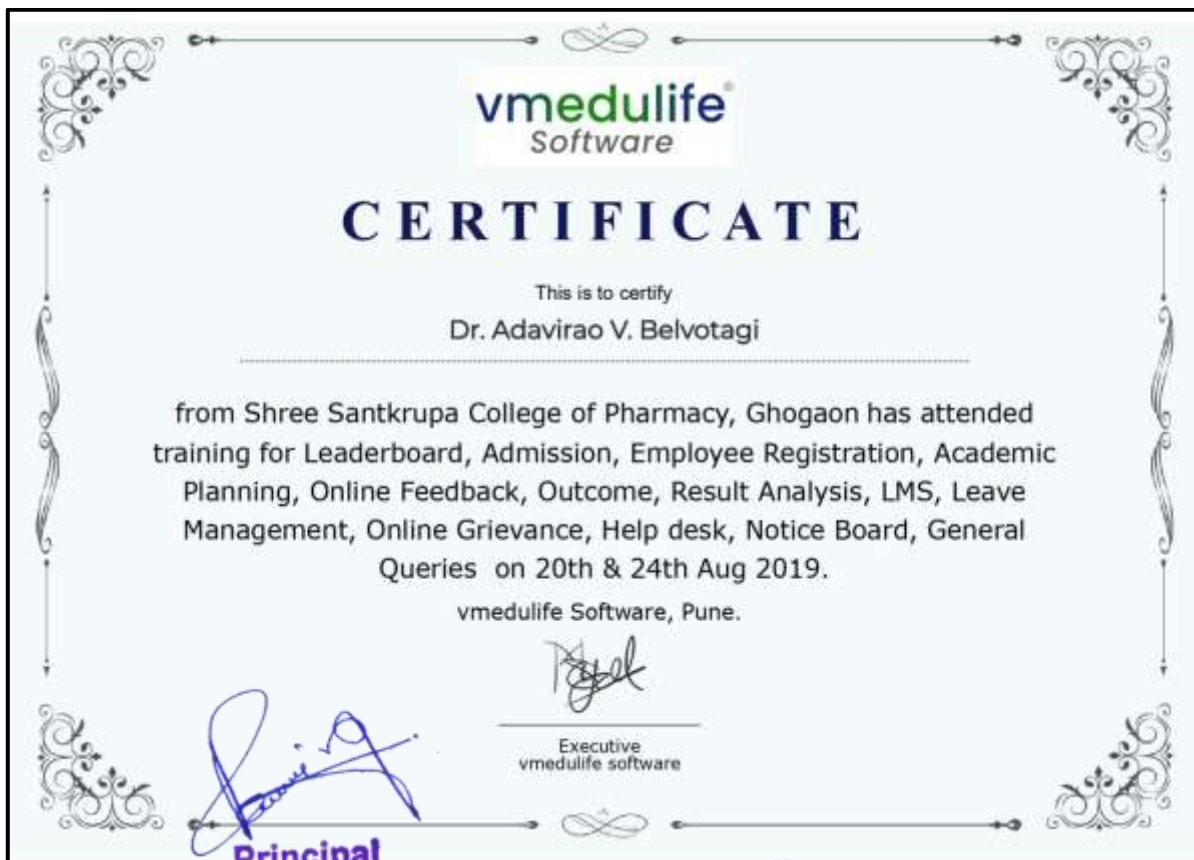 vmedulife®
Software
CERTIFICATE
This is to certify
Dr. Adavirao V. Belvotagi
from Shree Santkrupa College of Pharmacy, Ghogaon has attended
training for Leaderboard, Admission, Employee Registration, Academic
Planning, Online Feedback, Outcome, Result Analysis, LMS, Leave
Management, Online Grievance, Help desk, Notice Board, General
Queries on 20th & 24th Aug 2019.
vmedulife Software, Pune.
Executive
vmedulife software
Principal